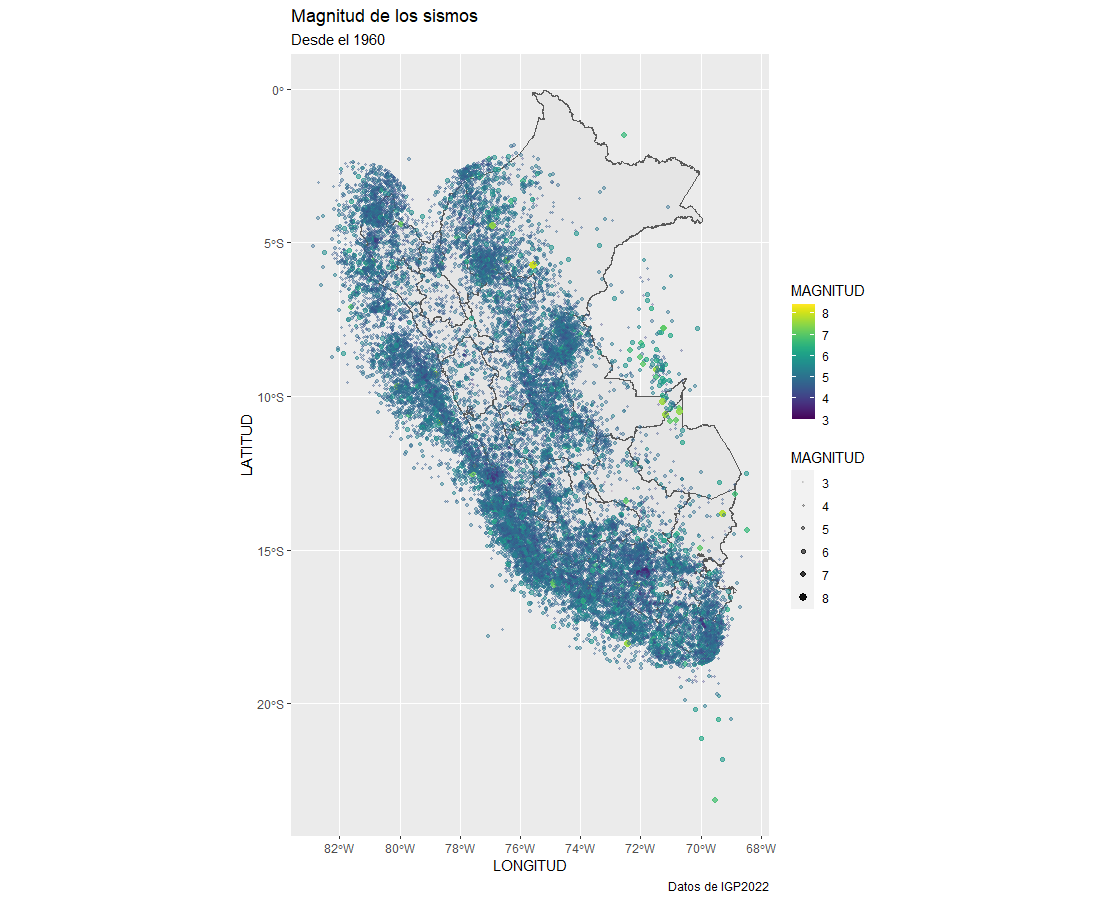 Magnitud de los sismos
Desde el 1960
0°
5°S
10°S
15°S
20°S
LATITUD
82°W 80°W 78°W 76°W 74°W 72°W 70°W 68°W
LONGITUD
Datos de IGP2022
MAGNITUD
8
7
6
5
4
3
MAGNITUD
3
4
5
6
7
8